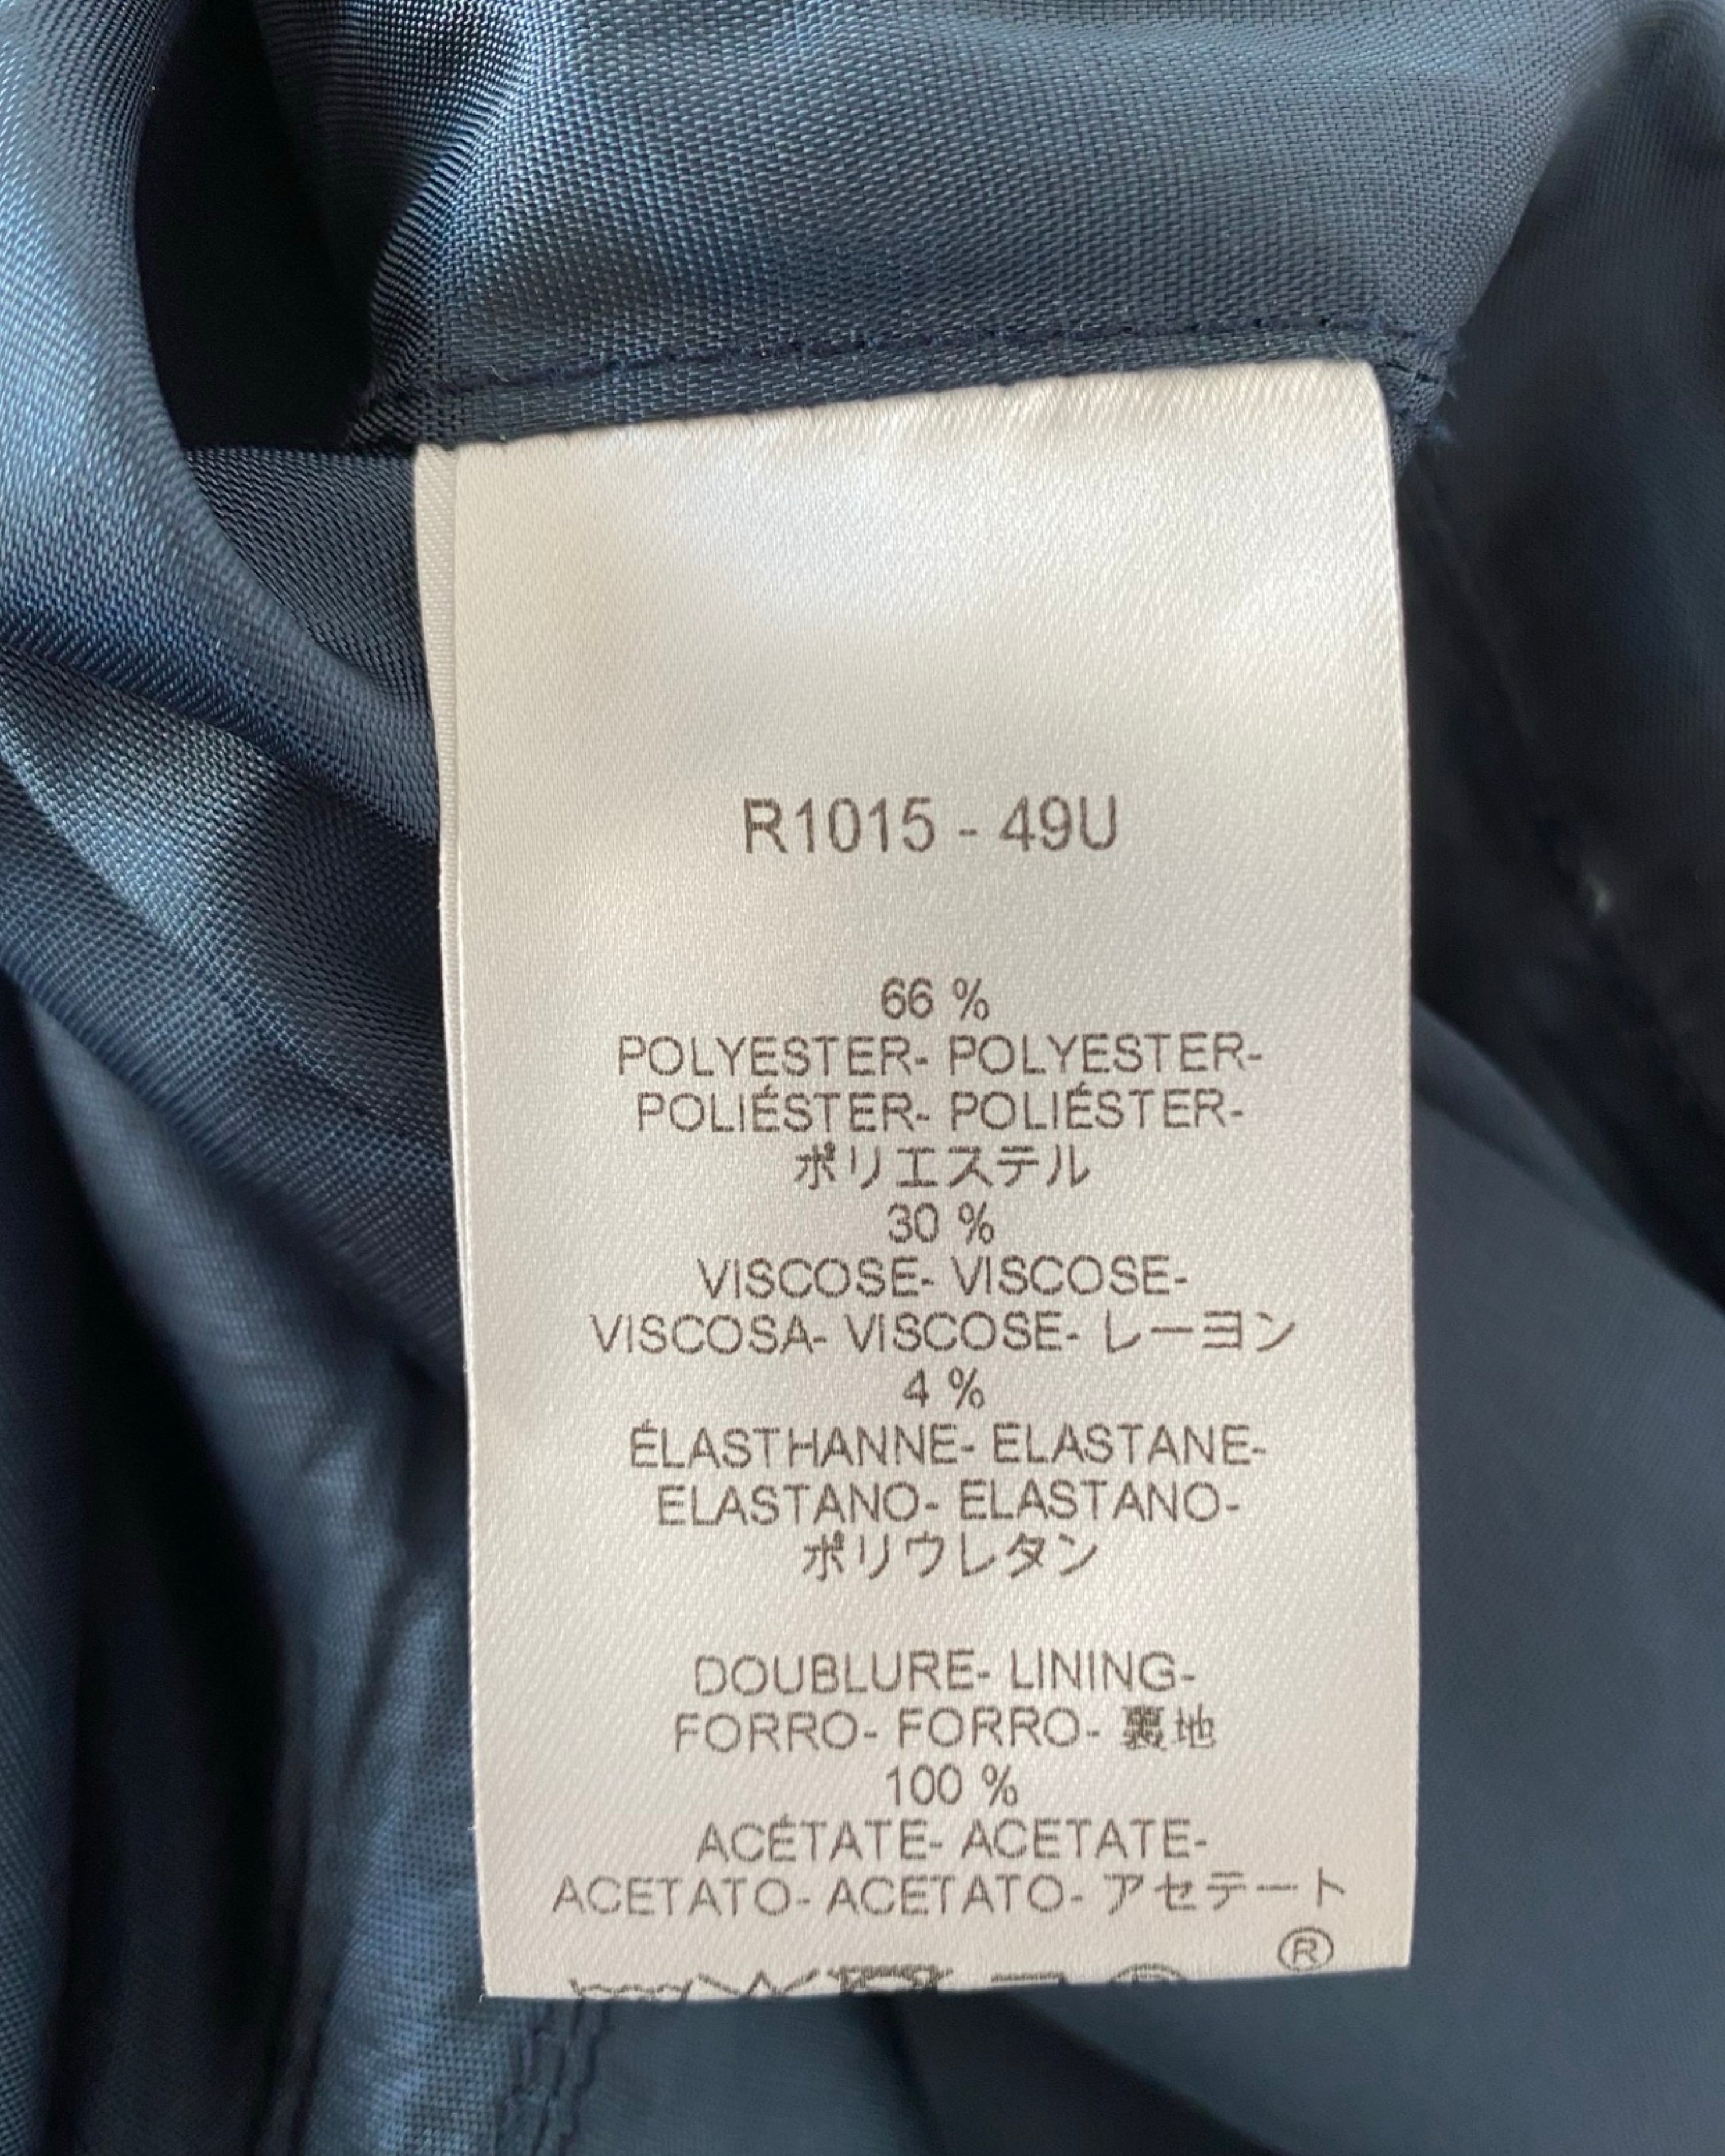 R1015 - 49U
66 %
POLYESTER- POLYESTER-
POLIÉSTER- POLIÉSTER-
ポリエステル
30 %
VISCOSE- VISCOSE-
VISCOSA- VISCOSE- レーヨン
4 %
ÉLASTHANNE- ELASTANE-
ELASTANO- ELASTANO-
ポリウレタン
DOUBLURE- LINING-
FORRO- FORRO- 裏地
100 %
ACÉTATE- ACETATE-
ACETATO- ACETATO- アセテート
®